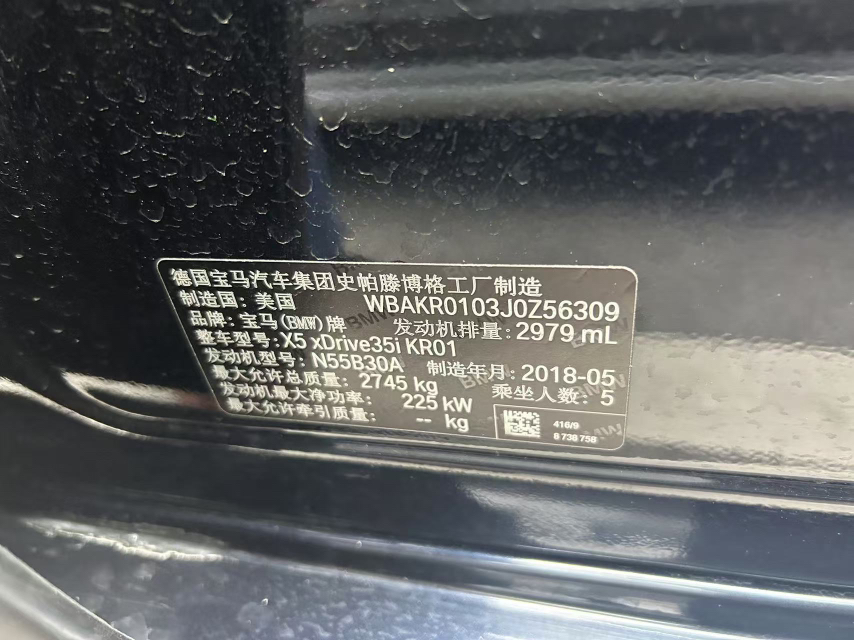 德国宝马汽车集团史帕滕博格工厂制造
制造国: 美国 WBAKR0103J0Z56309
品牌: 宝马(BMW)牌 发动机排量: 2979 mL
整车型号: X5 xDrive35i KR01
发动机型号: N55B30A 制造年月: 2018-05
最大允许总质量: 2745 kg 乘坐人数: 5
发动机最大净功率: 225 kW
最大允许牵引质量: -- kg
416/9
8 738 758